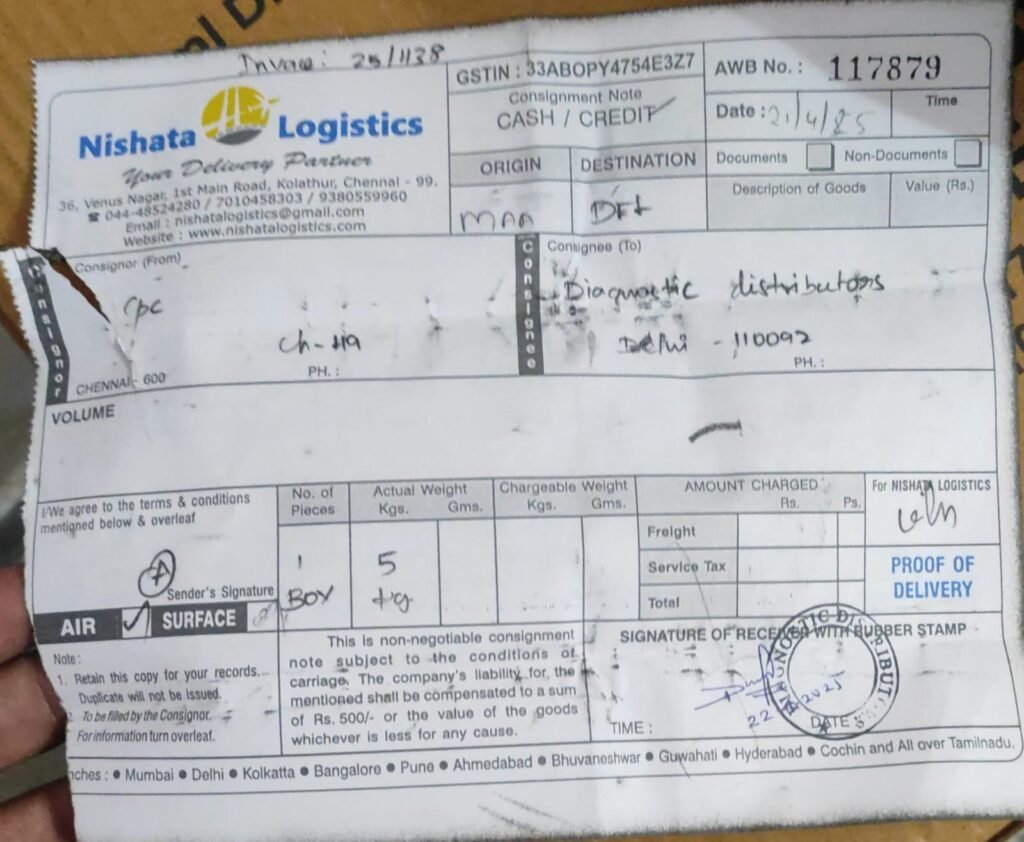 Invoice: 25/1138
GSTIN : 33ABOPY4754E3Z7
AWB No. : 117879
Nishata Logistics
Your Delivery Partner
36, Venus Nagar, 1st Main Road, Kolathur, Chennai - 99.
☎ 044-48524280 / 7010458303 / 9380559960
Email : nishatalogistics@gmail.com
Website : www.nishatalogistics.com
Consignment Note
CASH / CREDIT
Date : 21/4/25
Time
ORIGIN
DESTINATION
MAA
DEL
Documents
Non-Documents
Description of Goods
Value (Rs.)
Consignor
Consignor (From)
CPC
CHENNAI - 600
PH. :
Consignee
Consignee (To)
Diagnostic distributors
Delhi - 110092
PH. :
VOLUME
I/We agree to the terms & conditions
mentioned below & overleaf
Sender's Signature
AIR ✓ SURFACE
No. of Pieces
1
BOX
Actual Weight
Kgs. Gms.
5
kg
Chargeable Weight
Kgs. Gms.
AMOUNT CHARGED
Rs. Ps.
Freight
Service Tax
Total
For NISHATA LOGISTICS
PROOF OF
DELIVERY
Note :
1. Retain this copy for your records.
Duplicate will not be issued.
2. To be filled by the Consignor.
For information turn overleaf.
This is non-negotiable consignment
note subject to the conditions of
carriage. The company's liability for the
mentioned shall be compensated to a sum
of Rs. 500/- or the value of the goods
whichever is less for any cause.
SIGNATURE OF RECEIVER WITH RUBBER STAMP
DIAGNOSTIC DISTRIBUT
22 2025
TIME :
DATE :
nches : ● Mumbai ● Delhi ● Kolkatta ● Bangalore ● Pune ● Ahmedabad ● Bhuvaneshwar ● Guwahati ● Hyderabad ● Cochin and All over Tamilnadu.